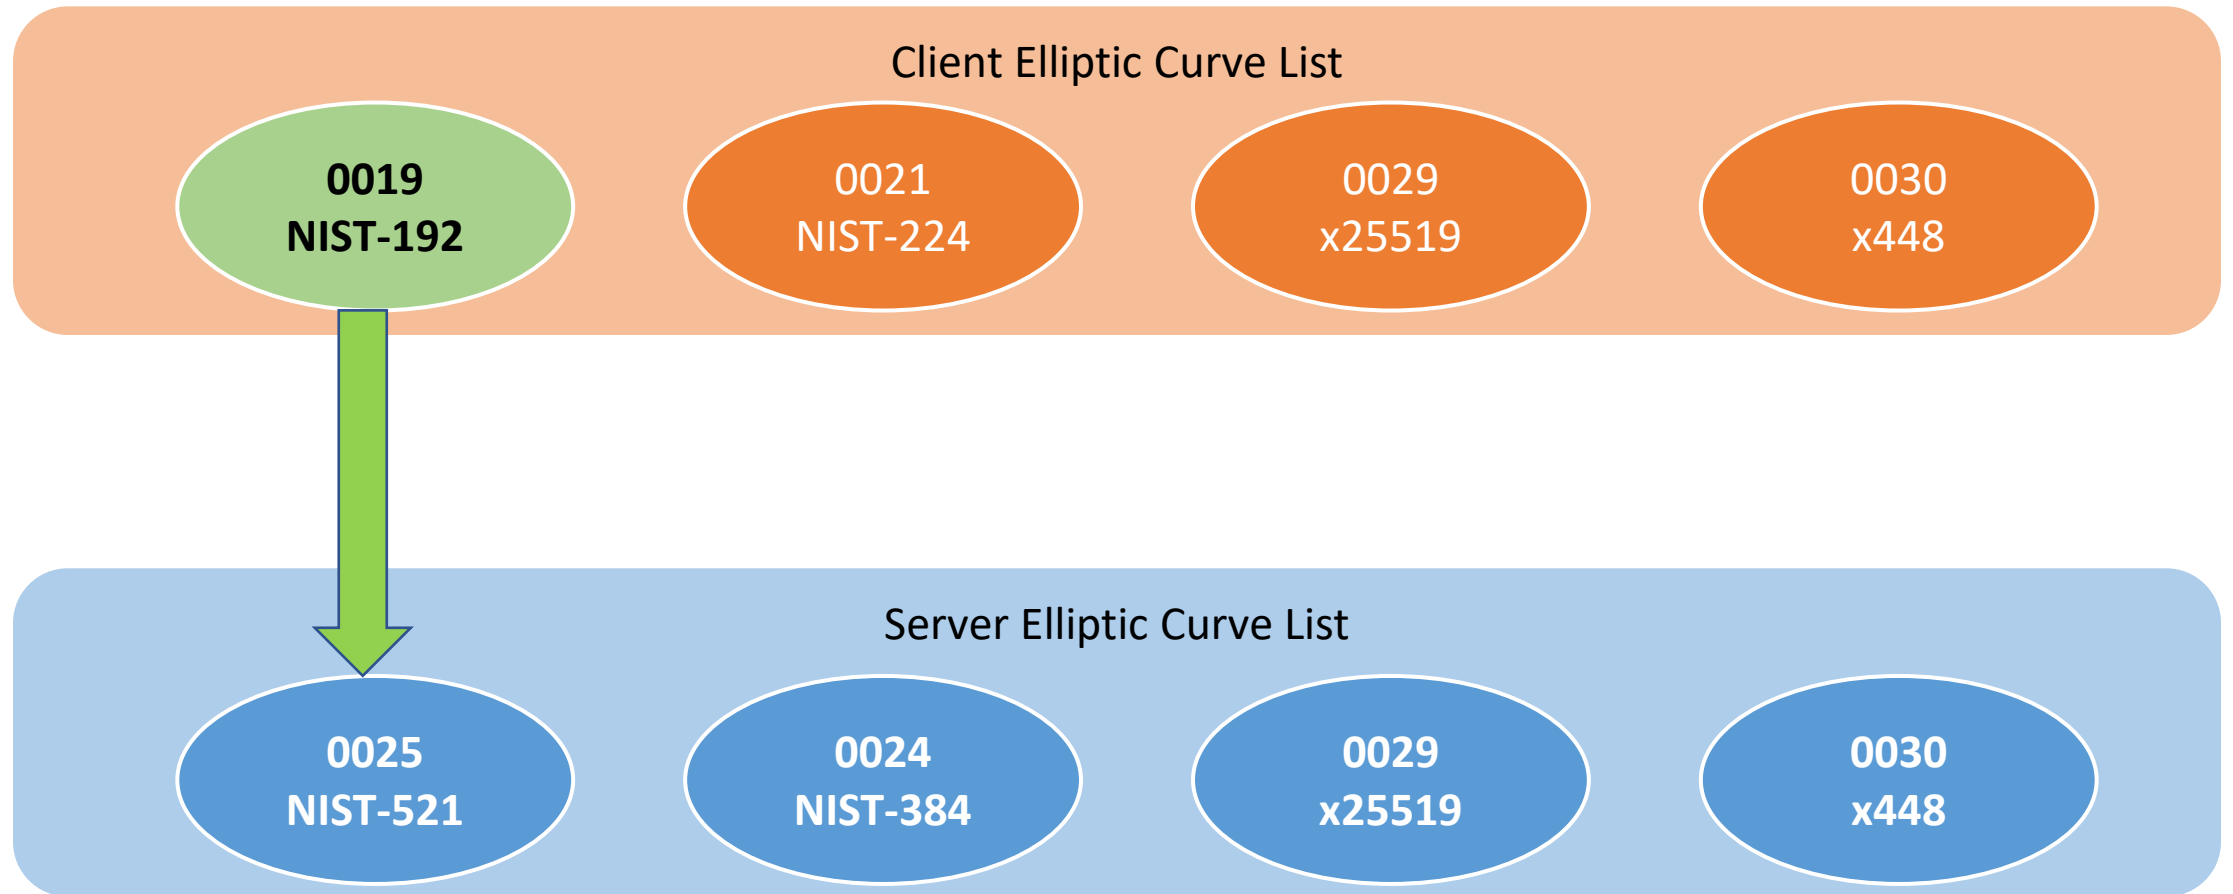 Client Elliptic Curve List
0019
NIST-192
0021
NIST-224
0029
x25519
0030
x448
Server Elliptic Curve List
0025
NIST-521
0024
NIST-384
0029
x25519
0030
x448